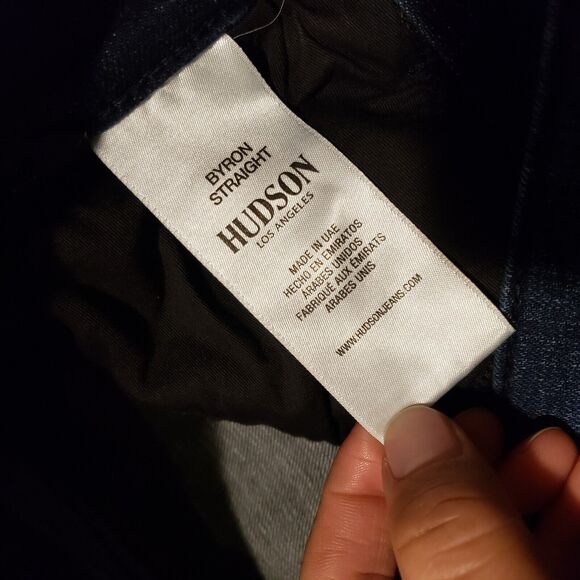 BYRON
STRAIGHT
HUDSON
LOS ANGELES
MADE IN UAE
HECHO EN EMIRATOS
ARABES UNIDOS
FABRIQUÉ AUX ÉMIRATS
ARABES UNIS
WWW.HUDSONJEANS.COM